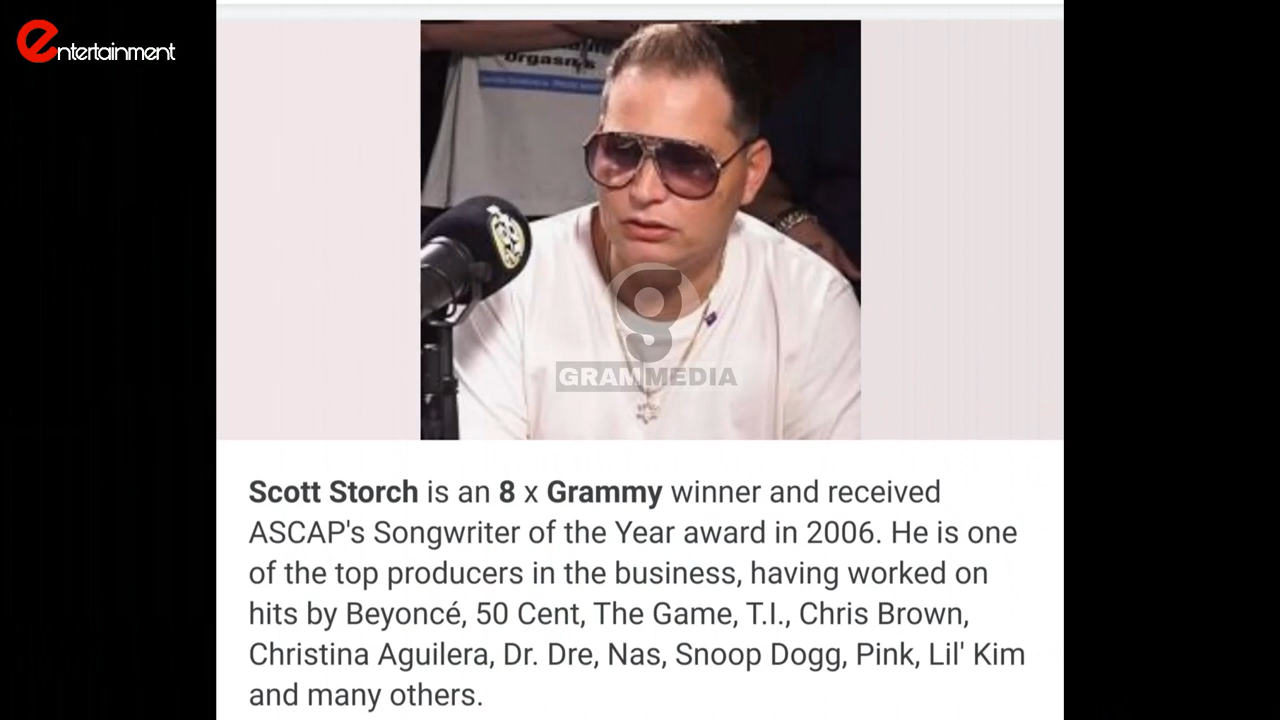 entertainment
Orgasms
GRAMMEDIA
Scott Storch is an 8 x Grammy winner and received
ASCAP's Songwriter of the Year award in 2006. He is one
of the top producers in the business, having worked on
hits by Beyoncé, 50 Cent, The Game, T.I., Chris Brown,
Christina Aguilera, Dr. Dre, Nas, Snoop Dogg, Pink, Lil' Kim
and many others.